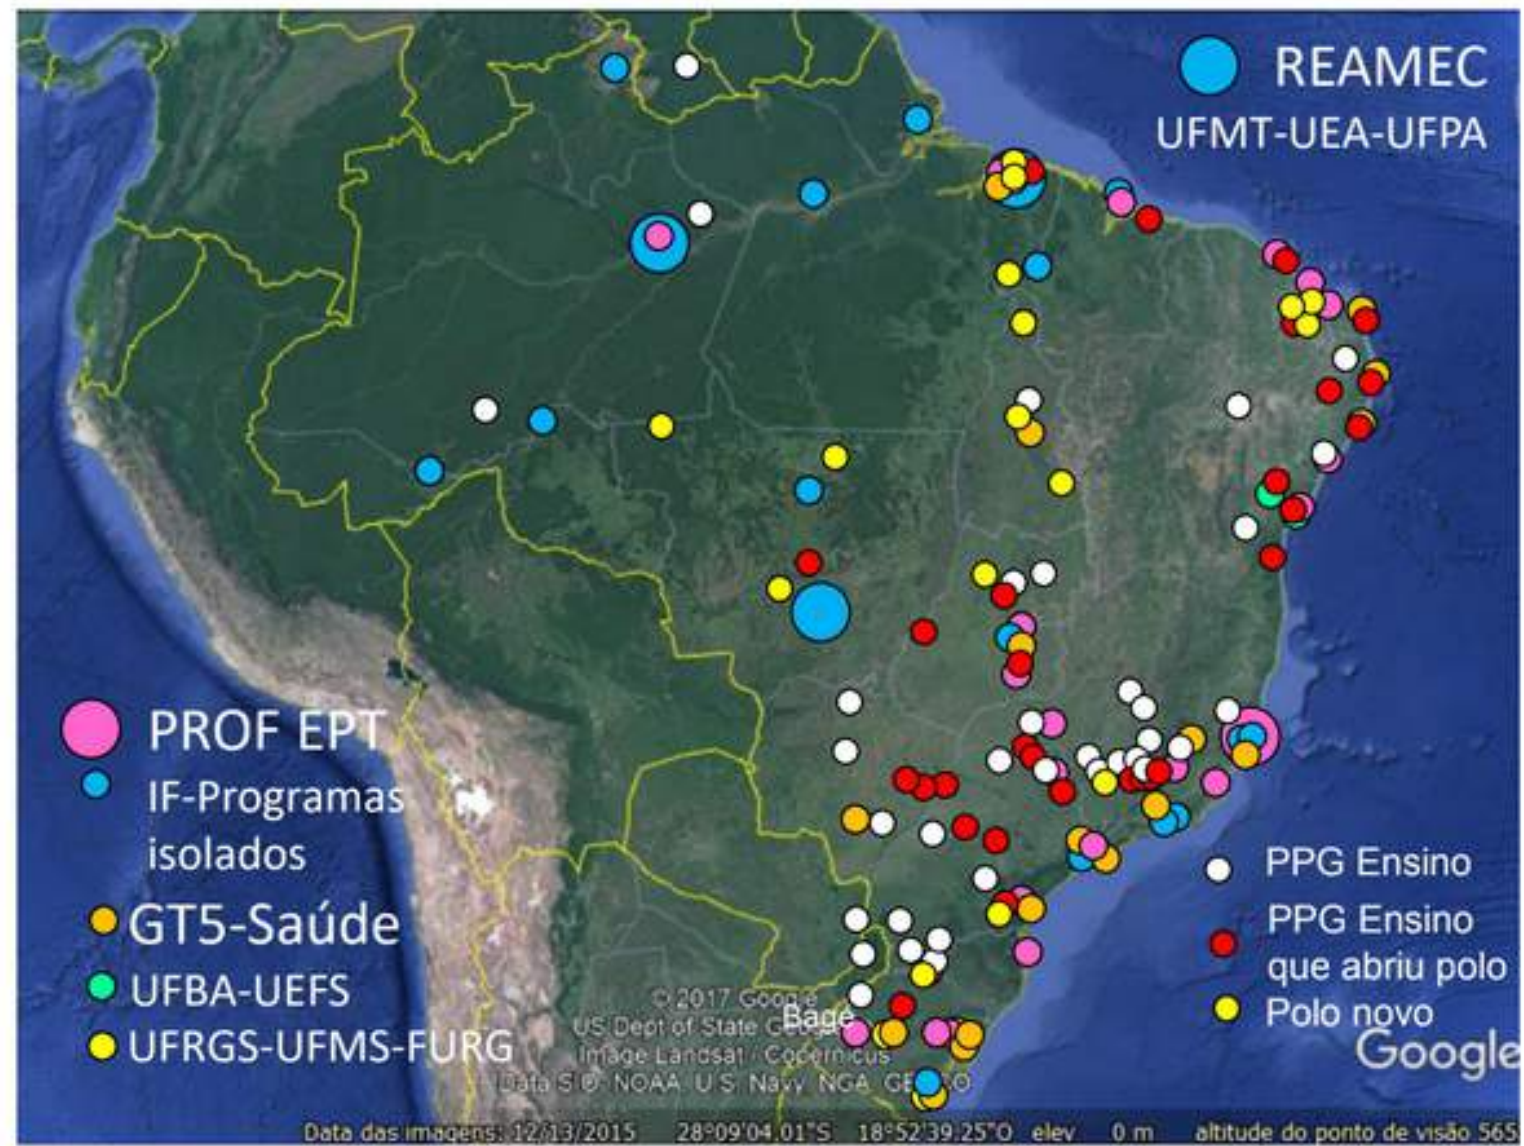 REAMEC
UFMT-UEA-UFPA
PROF EPT
IF-Programas
isolados
GT5-Saúde
UFBA-UEFS
UFRGS-UFMS-FURG
PPG Ensino
PPG Ensino
que abriu polo
Polo novo
© 2017 Google
Bagé
US Dept of State Geographer
Image Landsat / Copernicus
Data SIO, NOAA, U.S. Navy, NGA, GEBCO
Google
Data das imagens: 12/13/2015 28°09'04.01"S 18°52'39.25"O elev 0 m altitude do ponto de visão 565